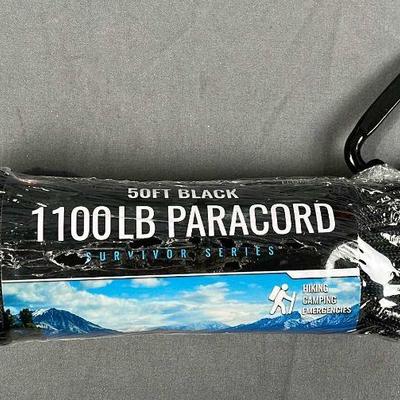 50FT BLACK
1100LB PARACORD
SURVIVOR SERIES
HIKING
CAMPING
EMERGENCIES